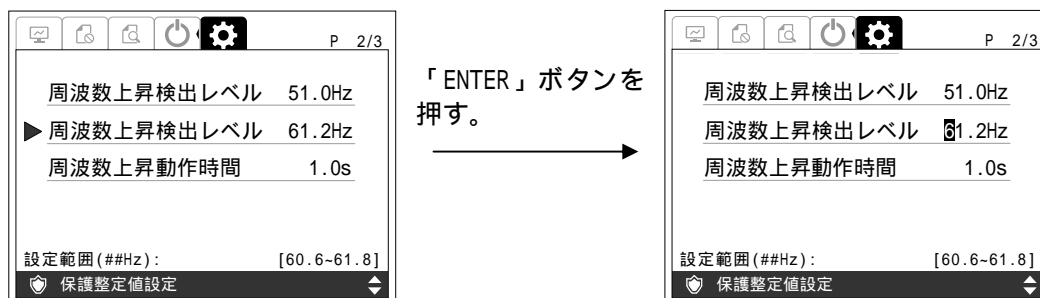 P 2/3
周波数上昇検出レベル 51.0Hz
周波数上昇検出レベル 61.2Hz
周波数上昇動作時間 1.0s
設定範囲(##Hz): [60.6~61.8]
保護整定値設定
「ENTER」ボタンを
押す。
P 2/3
周波数上昇検出レベル 51.0Hz
周波数上昇検出レベル 61.2Hz
周波数上昇動作時間 1.0s
設定範囲(##Hz): [60.6~61.8]
保護整定値設定